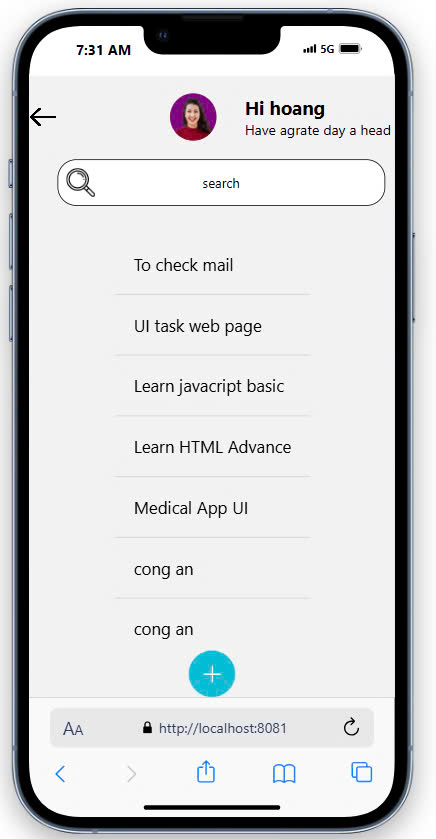 7:31 AM
5G
Hi hoang
Have agrate day a head
search
To check mail
UI task web page
Learn javacript basic
Learn HTML Advance
Medical App UI
cong an
cong an
AA
http://localhost:8081